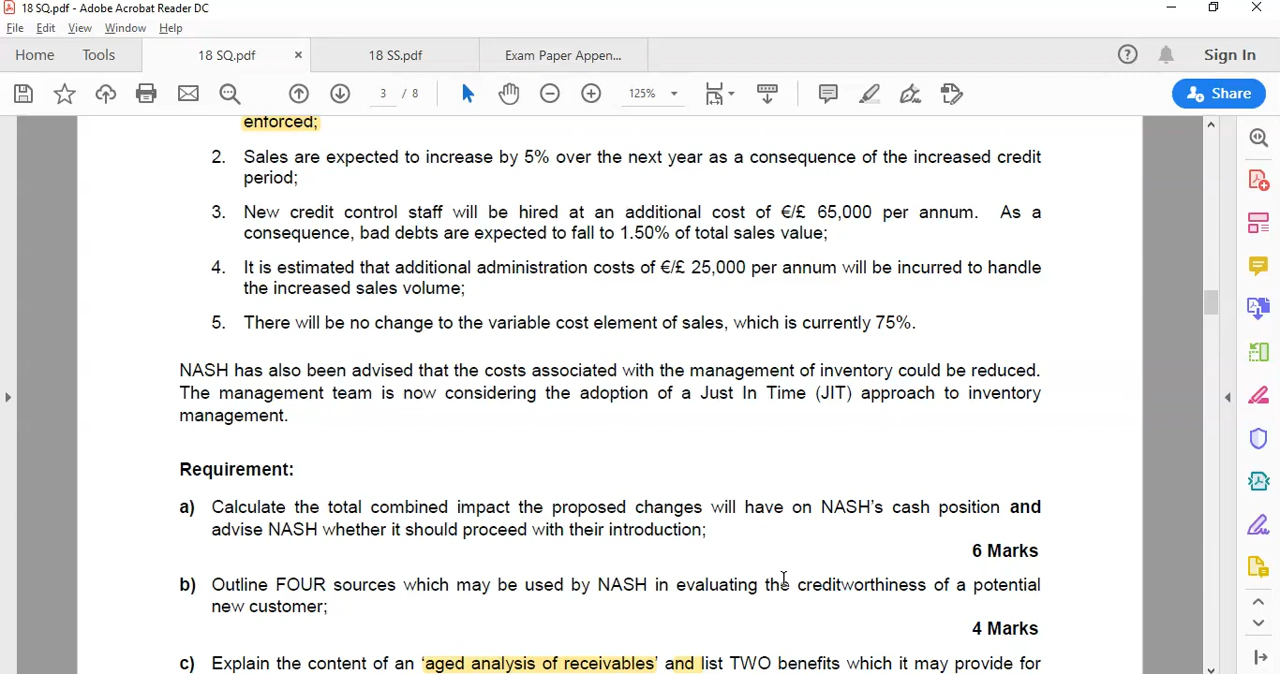 18 SQ.pdf - Adobe Acrobat Reader DC
File Edit View Window Help
Home Tools 18 SQ.pdf × 18 SS.pdf Exam Paper Appen... Sign In
3 / 8 125% Share
enforced;
2. Sales are expected to increase by 5% over the next year as a consequence of the increased credit
period;
3. New credit control staff will be hired at an additional cost of €/£ 65,000 per annum. As a
consequence, bad debts are expected to fall to 1.50% of total sales value;
4. It is estimated that additional administration costs of €/£ 25,000 per annum will be incurred to handle
the increased sales volume;
5. There will be no change to the variable cost element of sales, which is currently 75%.
NASH has also been advised that the costs associated with the management of inventory could be reduced.
The management team is now considering the adoption of a Just In Time (JIT) approach to inventory
management.
Requirement:
a) Calculate the total combined impact the proposed changes will have on NASH's cash position and
advise NASH whether it should proceed with their introduction;
6 Marks
b) Outline FOUR sources which may be used by NASH in evaluating the creditworthiness of a potential
new customer;
4 Marks
c) Explain the content of an 'aged analysis of receivables' and list TWO benefits which it may provide for